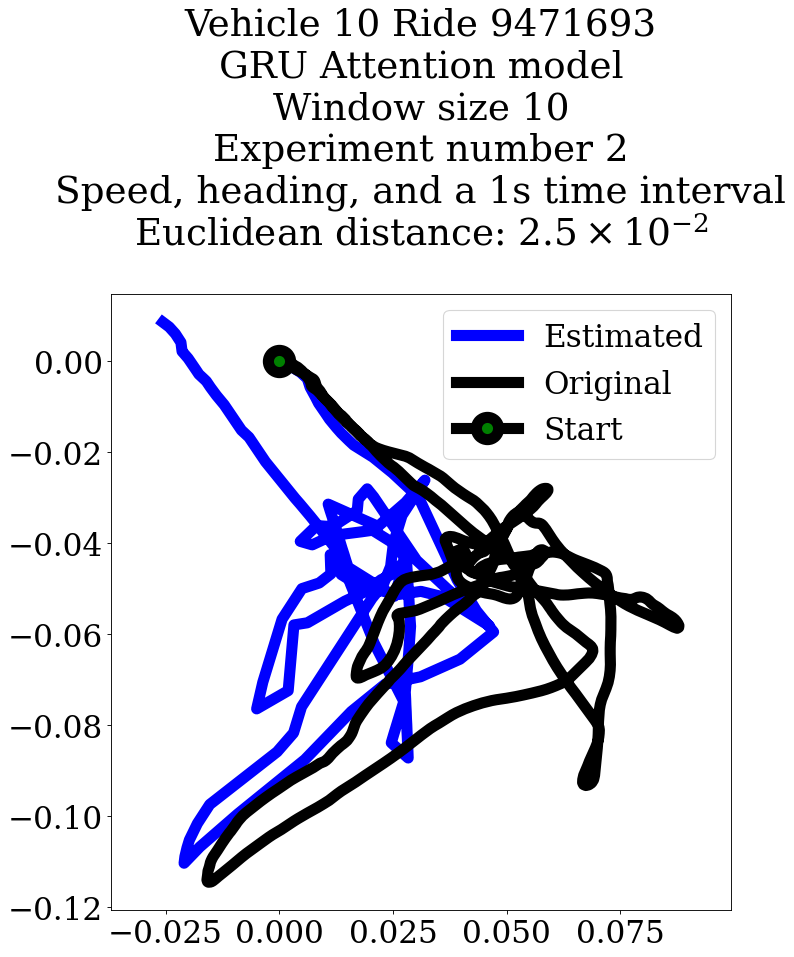 Vehicle 10 Ride 9471693
GRU Attention model
Window size 10
Experiment number 2
Speed, heading, and a 1s time interval
Euclidean distance: 2.5 × 10⁻²
Estimated
Original
Start
0.00
−0.02
−0.04
−0.06
−0.08
−0.10
−0.12
−0.025 0.000 0.025 0.050 0.075